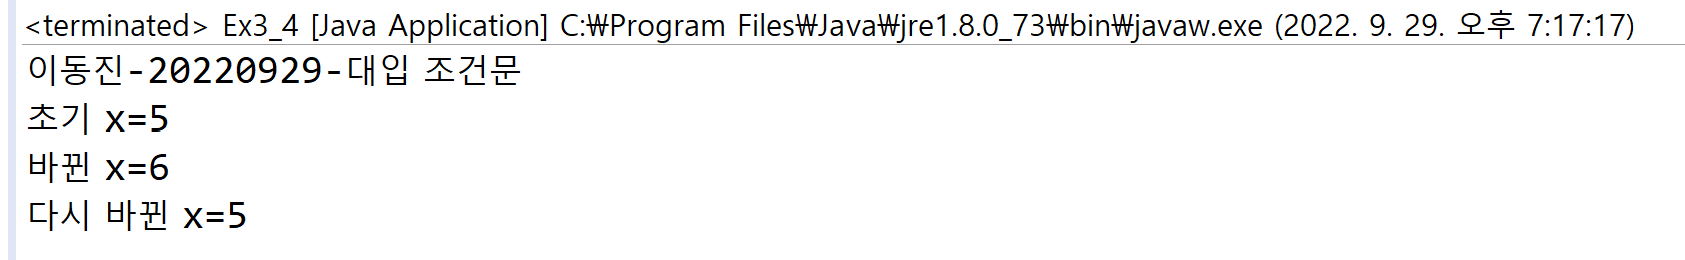 <terminated> Ex3_4 [Java Application] C:₩Program Files₩Java₩jre1.8.0_73₩bin₩javaw.exe (2022. 9. 29. 오후 7:17:17)
이동진-20220929-대입 조건문
초기 x=5
바뀐 x=6
다시 바뀐 x=5